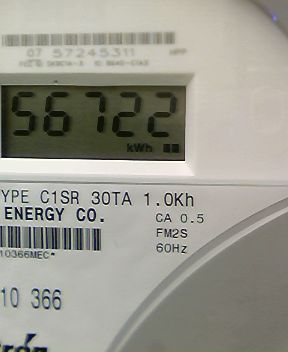 07 57245311
56722
kWh
YPE C1SR 30TA 1.0Kh
ENERGY CO.
CA 0.5
FM2S
60Hz
10366MEC*
10 366